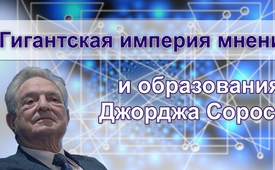 Гигантская империя мнени
и образования
Джорджа Сорос